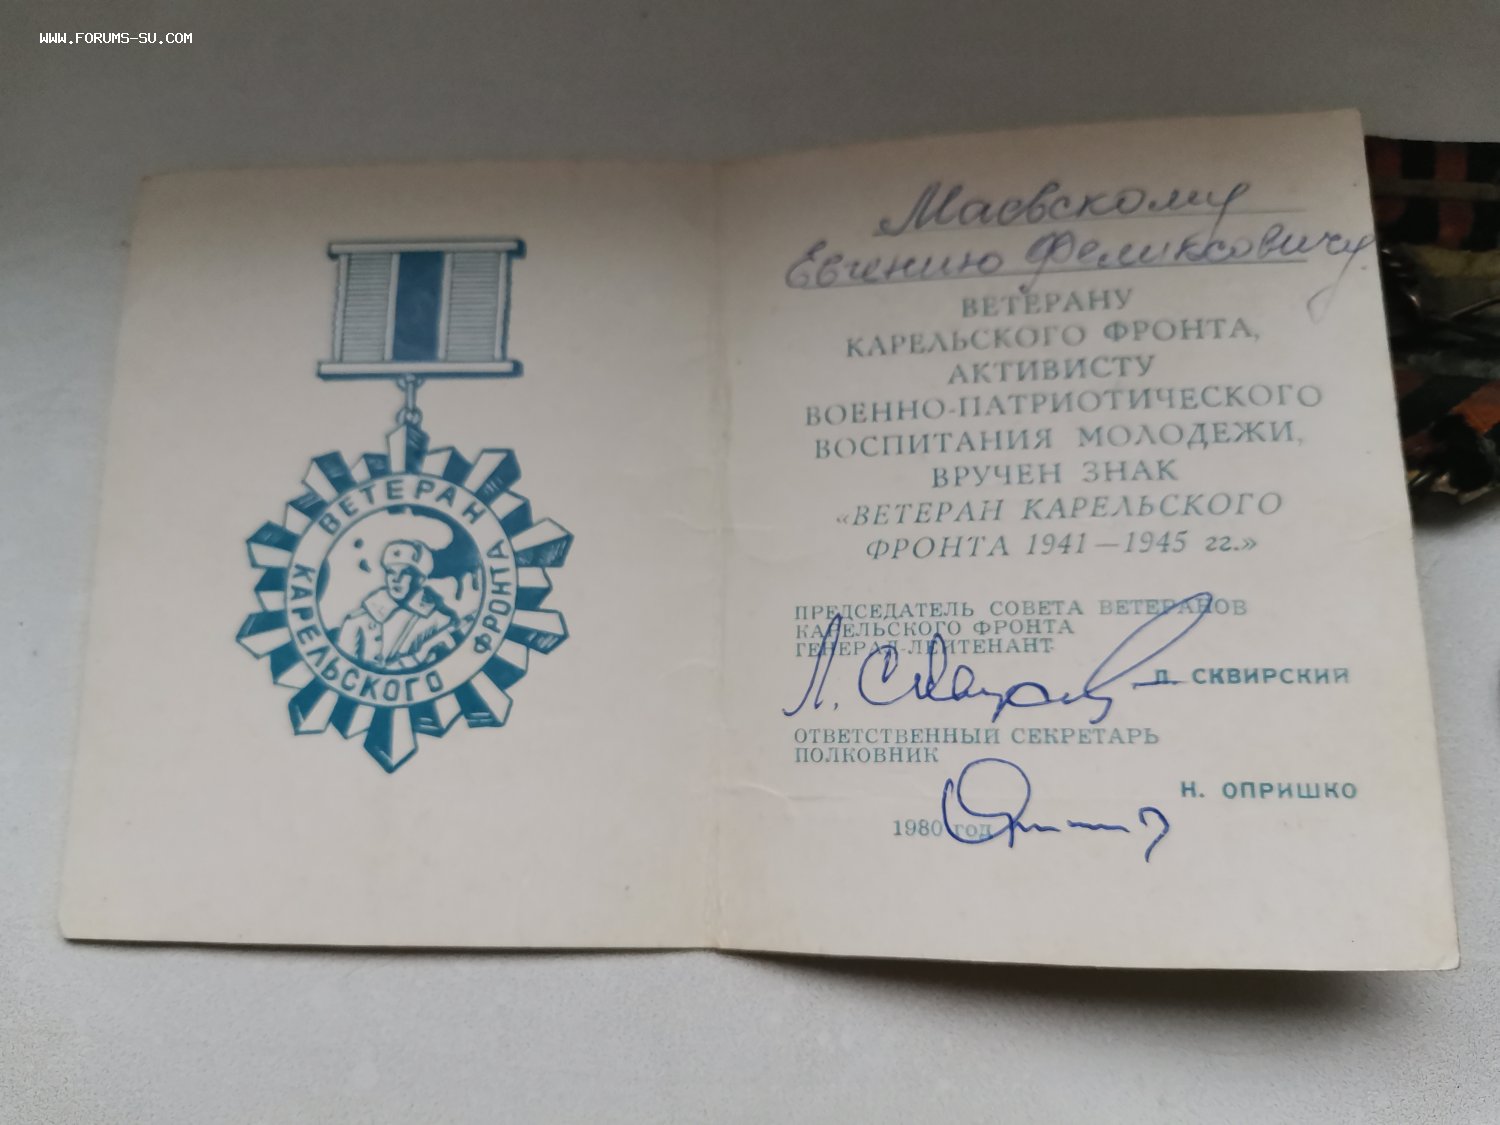 WWW.FORUMS-SU.COM
ВЕТЕРАН КАРЕЛЬСКОГО ФРОНТА
Маевскому
Евгению Феликсовичу
ВЕТЕРАНУ
КАРЕЛЬСКОГО ФРОНТА,
АКТИВИСТУ
ВОЕННО-ПАТРИОТИЧЕСКОГО
ВОСПИТАНИЯ МОЛОДЕЖИ,
ВРУЧЕН ЗНАК
«ВЕТЕРАН КАРЕЛЬСКОГО
ФРОНТА 1941—1945 гг.»
ПРЕДСЕДАТЕЛЬ СОВЕТА ВЕТЕРАНОВ
КАРЕЛЬСКОГО ФРОНТА
ГЕНЕРАЛ-ЛЕЙТЕНАНТ
Л. СКВИРСКИЙ
ОТВЕТСТВЕННЫЙ СЕКРЕТАРЬ
ПОЛКОВНИК
Н. ОПРИШКО
1980 год